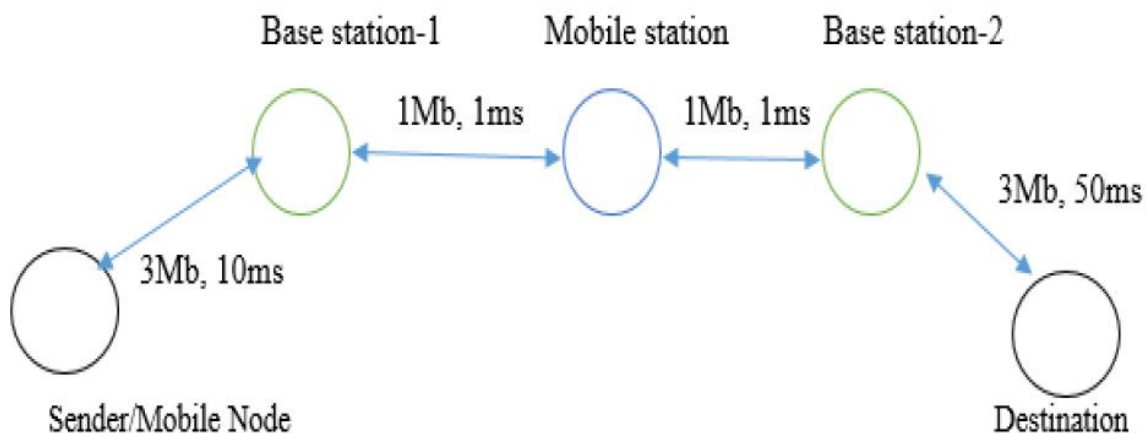 Base station-1
Mobile station
Base station-2
1Mb, 1ms
1Mb, 1ms
3Mb, 50ms
3Mb, 10ms
Sender/Mobile Node
Destination